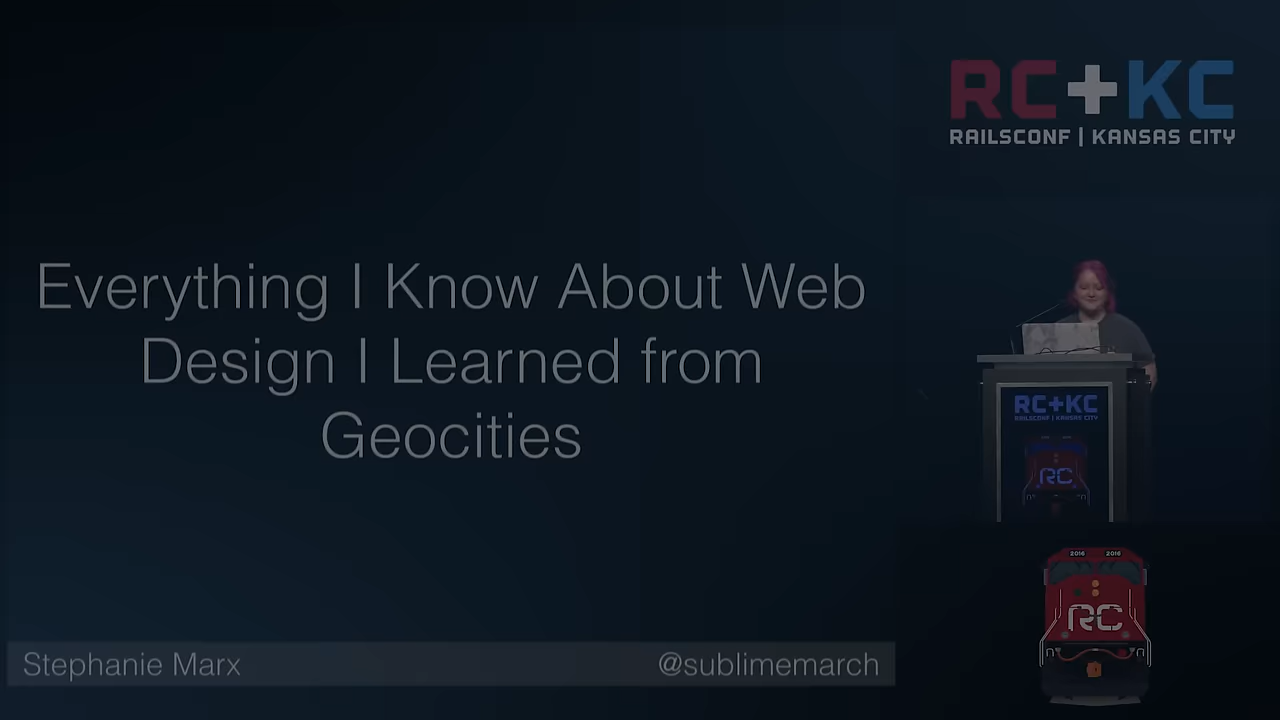 Everything I Know About Web
Design I Learned from
Geocities
Stephanie Marx
@sublimemarch
RC+KC
RAILSCONF | KANSAS CITY
RC+KC
RAILSCONF | KANSAS CITY
RC
2016 2016
RC